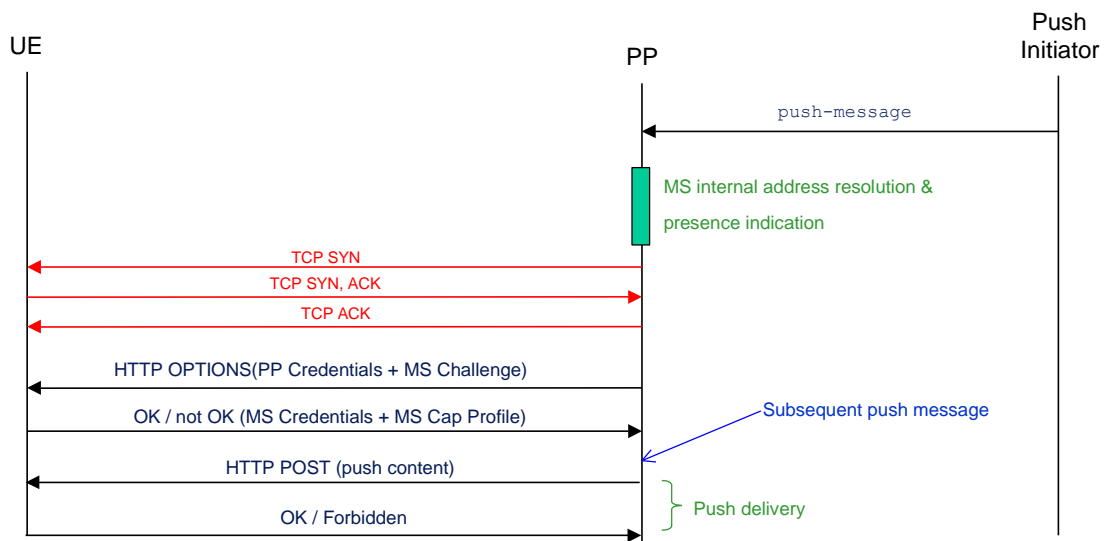 UE
PP
Push
Initiator
push-message
MS internal address resolution &
presence indication
TCP SYN
TCP SYN, ACK
TCP ACK
HTTP OPTIONS(PP Credentials + MS Challenge)
OK / not OK (MS Credentials + MS Cap Profile)
Subsequent push message
HTTP POST (push content)
Push delivery
OK / Forbidden